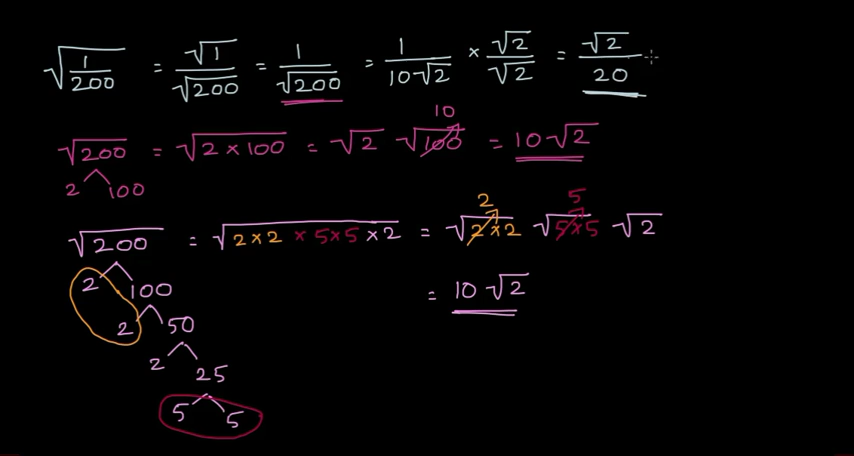 √(1/200) = √1/√200 = 1/√200 = 1/(10√2) × √2/√2 = √2/20
√200 = √(2 × 100) = √2 √100 10 = 10√2
2 100
√200 = √(2×2 × 5×5 × 2) = √(2×2) 2 √(5×5) 5 √2
2 100
= 10√2
2 50
2 25
5 5